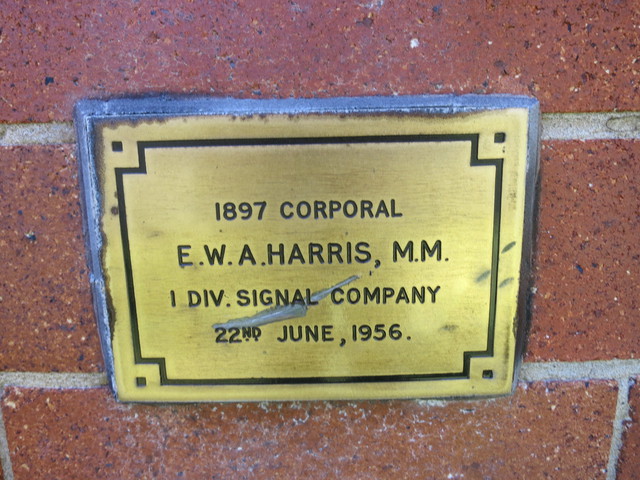 1897 CORPORAL
E.W.A.HARRIS, M.M.
1 DIV. SIGNAL COMPANY
22ND JUNE, 1956.